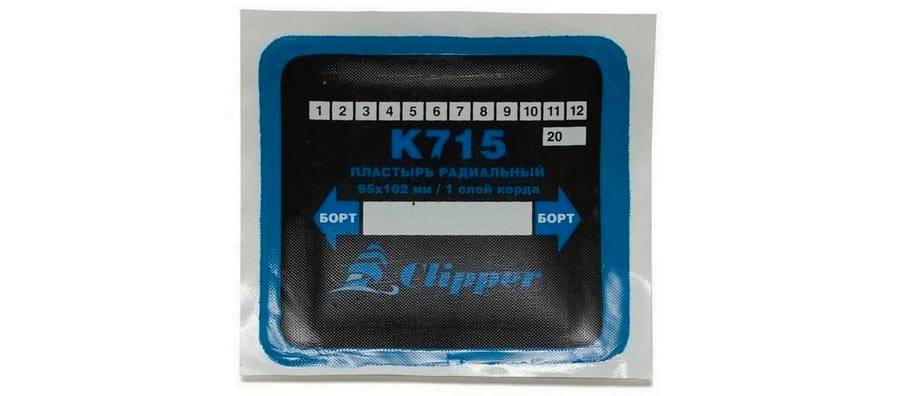 1 2 3 4 5 6 7 8 9 10 11 12
20
K715
ПЛАСТЫРЬ РАДИАЛЬНЫЙ
95х102 мм / 1 слой корда
БОРТ БОРТ
Clipper